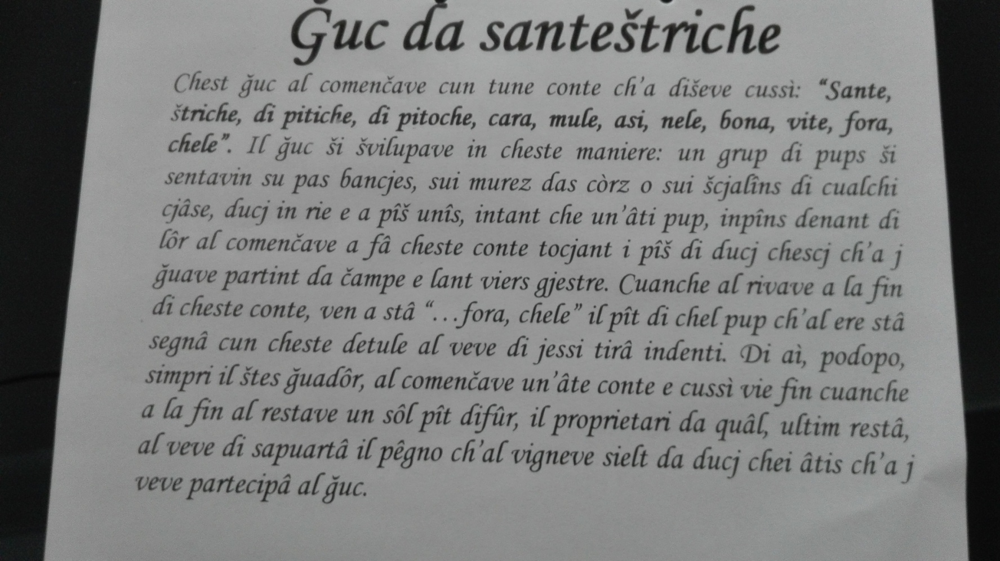 Ğuc da santeštriche
Chest ğuc al comenčave cun tune conte ch'a diševe cussì: “Sante,
štriche, di pitiche, di pitoche, cara, mule, asi, nele, bona, vite, fora,
chele”. Il ğuc ši švilupave in cheste maniere: un grup di pups ši
sentavin su pas bancjes, sui murez das còrz o sui šcjalîns di cualchi
cjâse, ducj in rie e a pîš unîs, intant che un'âti pup, inpîns denant di
lôr al comenčave a fâ cheste conte tocjant i pîš di ducj chescj ch'a j
ğuave partint da čampe e lant viers gjestre. Cuanche al rivave a la fin
di cheste conte, ven a stâ “...fora, chele” il pît di chel pup ch'al ere stâ
segnâ cun cheste detule al veve di jessi tirâ indenti. Di aì, podopo,
simpri il štes ğuadôr, al comenčave un'âte conte e cussì vie fin cuanche
a la fin al restave un sôl pît difûr, il proprietari da quâl, ultim restâ,
al veve di sapuartâ il pêgno ch'al vigneve sielt da ducj chei âtis ch'a j
veve partecipâ al ğuc.